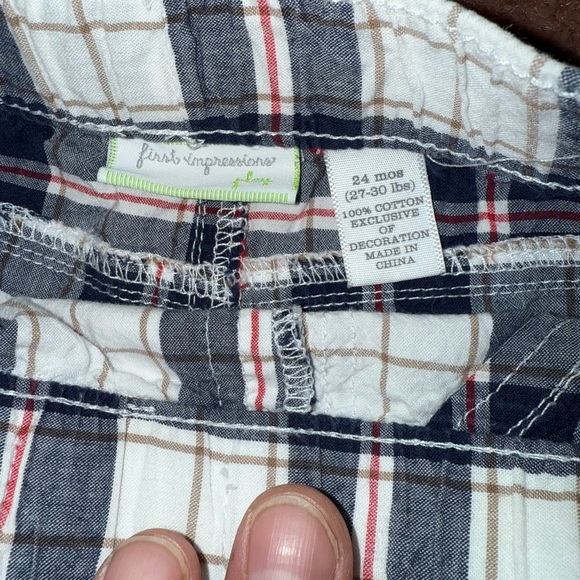 first impressions
play
24 mos
(27-30 lbs)
100% COTTON
EXCLUSIVE
OF
DECORATION
MADE IN
CHINA